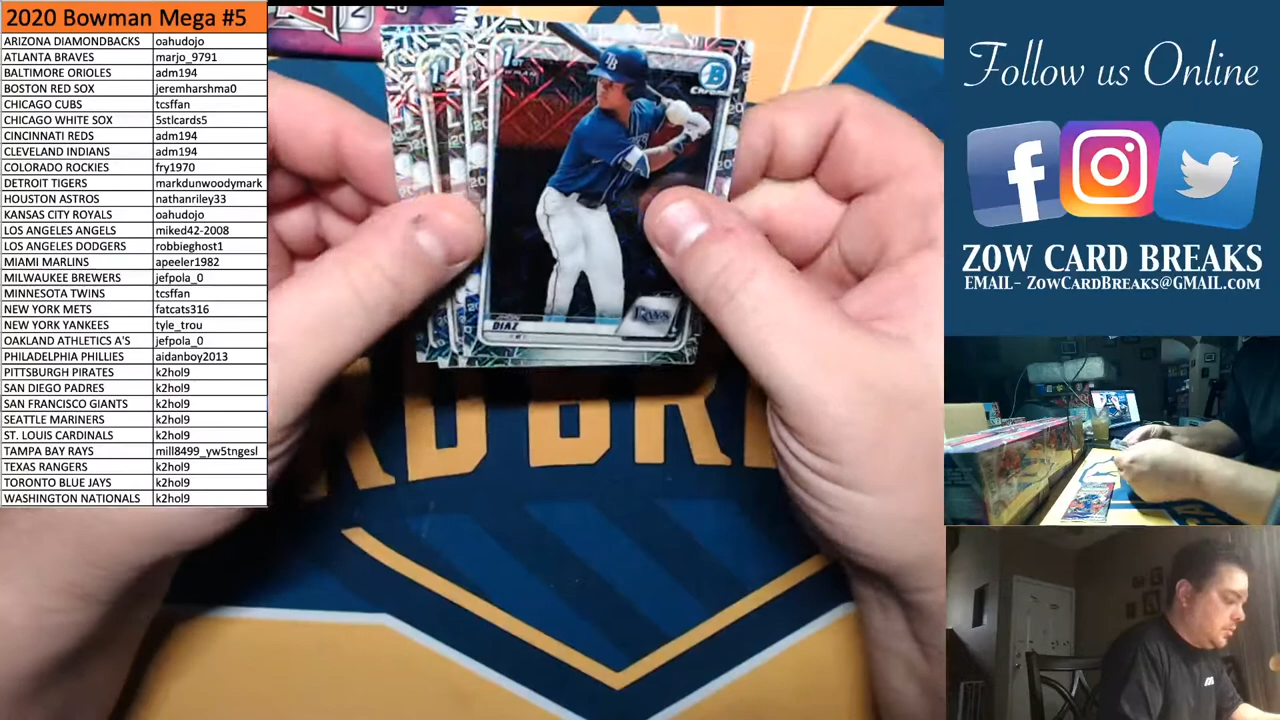 2020 Bowman Mega #5
ARIZONA DIAMONDBACKS oahudojo
ATLANTA BRAVES marjo_9791
BALTIMORE ORIOLES adm194
BOSTON RED SOX jeremharshma0
CHICAGO CUBS tcsffan
CHICAGO WHITE SOX 5stlcards5
CINCINNATI REDS adm194
CLEVELAND INDIANS adm194
COLORADO ROCKIES fry1970
DETROIT TIGERS markdunwoodymark
HOUSTON ASTROS nathanriley33
KANSAS CITY ROYALS oahudojo
LOS ANGELES ANGELS miked42-2008
LOS ANGELES DODGERS robbieghost1
MIAMI MARLINS apeeler1982
MILWAUKEE BREWERS jefpola_0
MINNESOTA TWINS tcsffan
NEW YORK METS fatcats316
NEW YORK YANKEES tyle_trou
OAKLAND ATHLETICS A'S jefpola_0
PHILADELPHIA PHILLIES aidanboy2013
PITTSBURGH PIRATES k2hol9
SAN DIEGO PADRES k2hol9
SAN FRANCISCO GIANTS k2hol9
SEATTLE MARINERS k2hol9
ST. LOUIS CARDINALS k2hol9
TAMPA BAY RAYS mill8499_yw5tngesl
TEXAS RANGERS k2hol9
TORONTO BLUE JAYS k2hol9
WASHINGTON NATIONALS k2hol9
1ST
B
Chrome
TB
DIAZ
RAYS
Follow us Online
f
ZOW CARD BREAKS
EMAIL- ZOWCARDBREAKS@GMAIL.COM